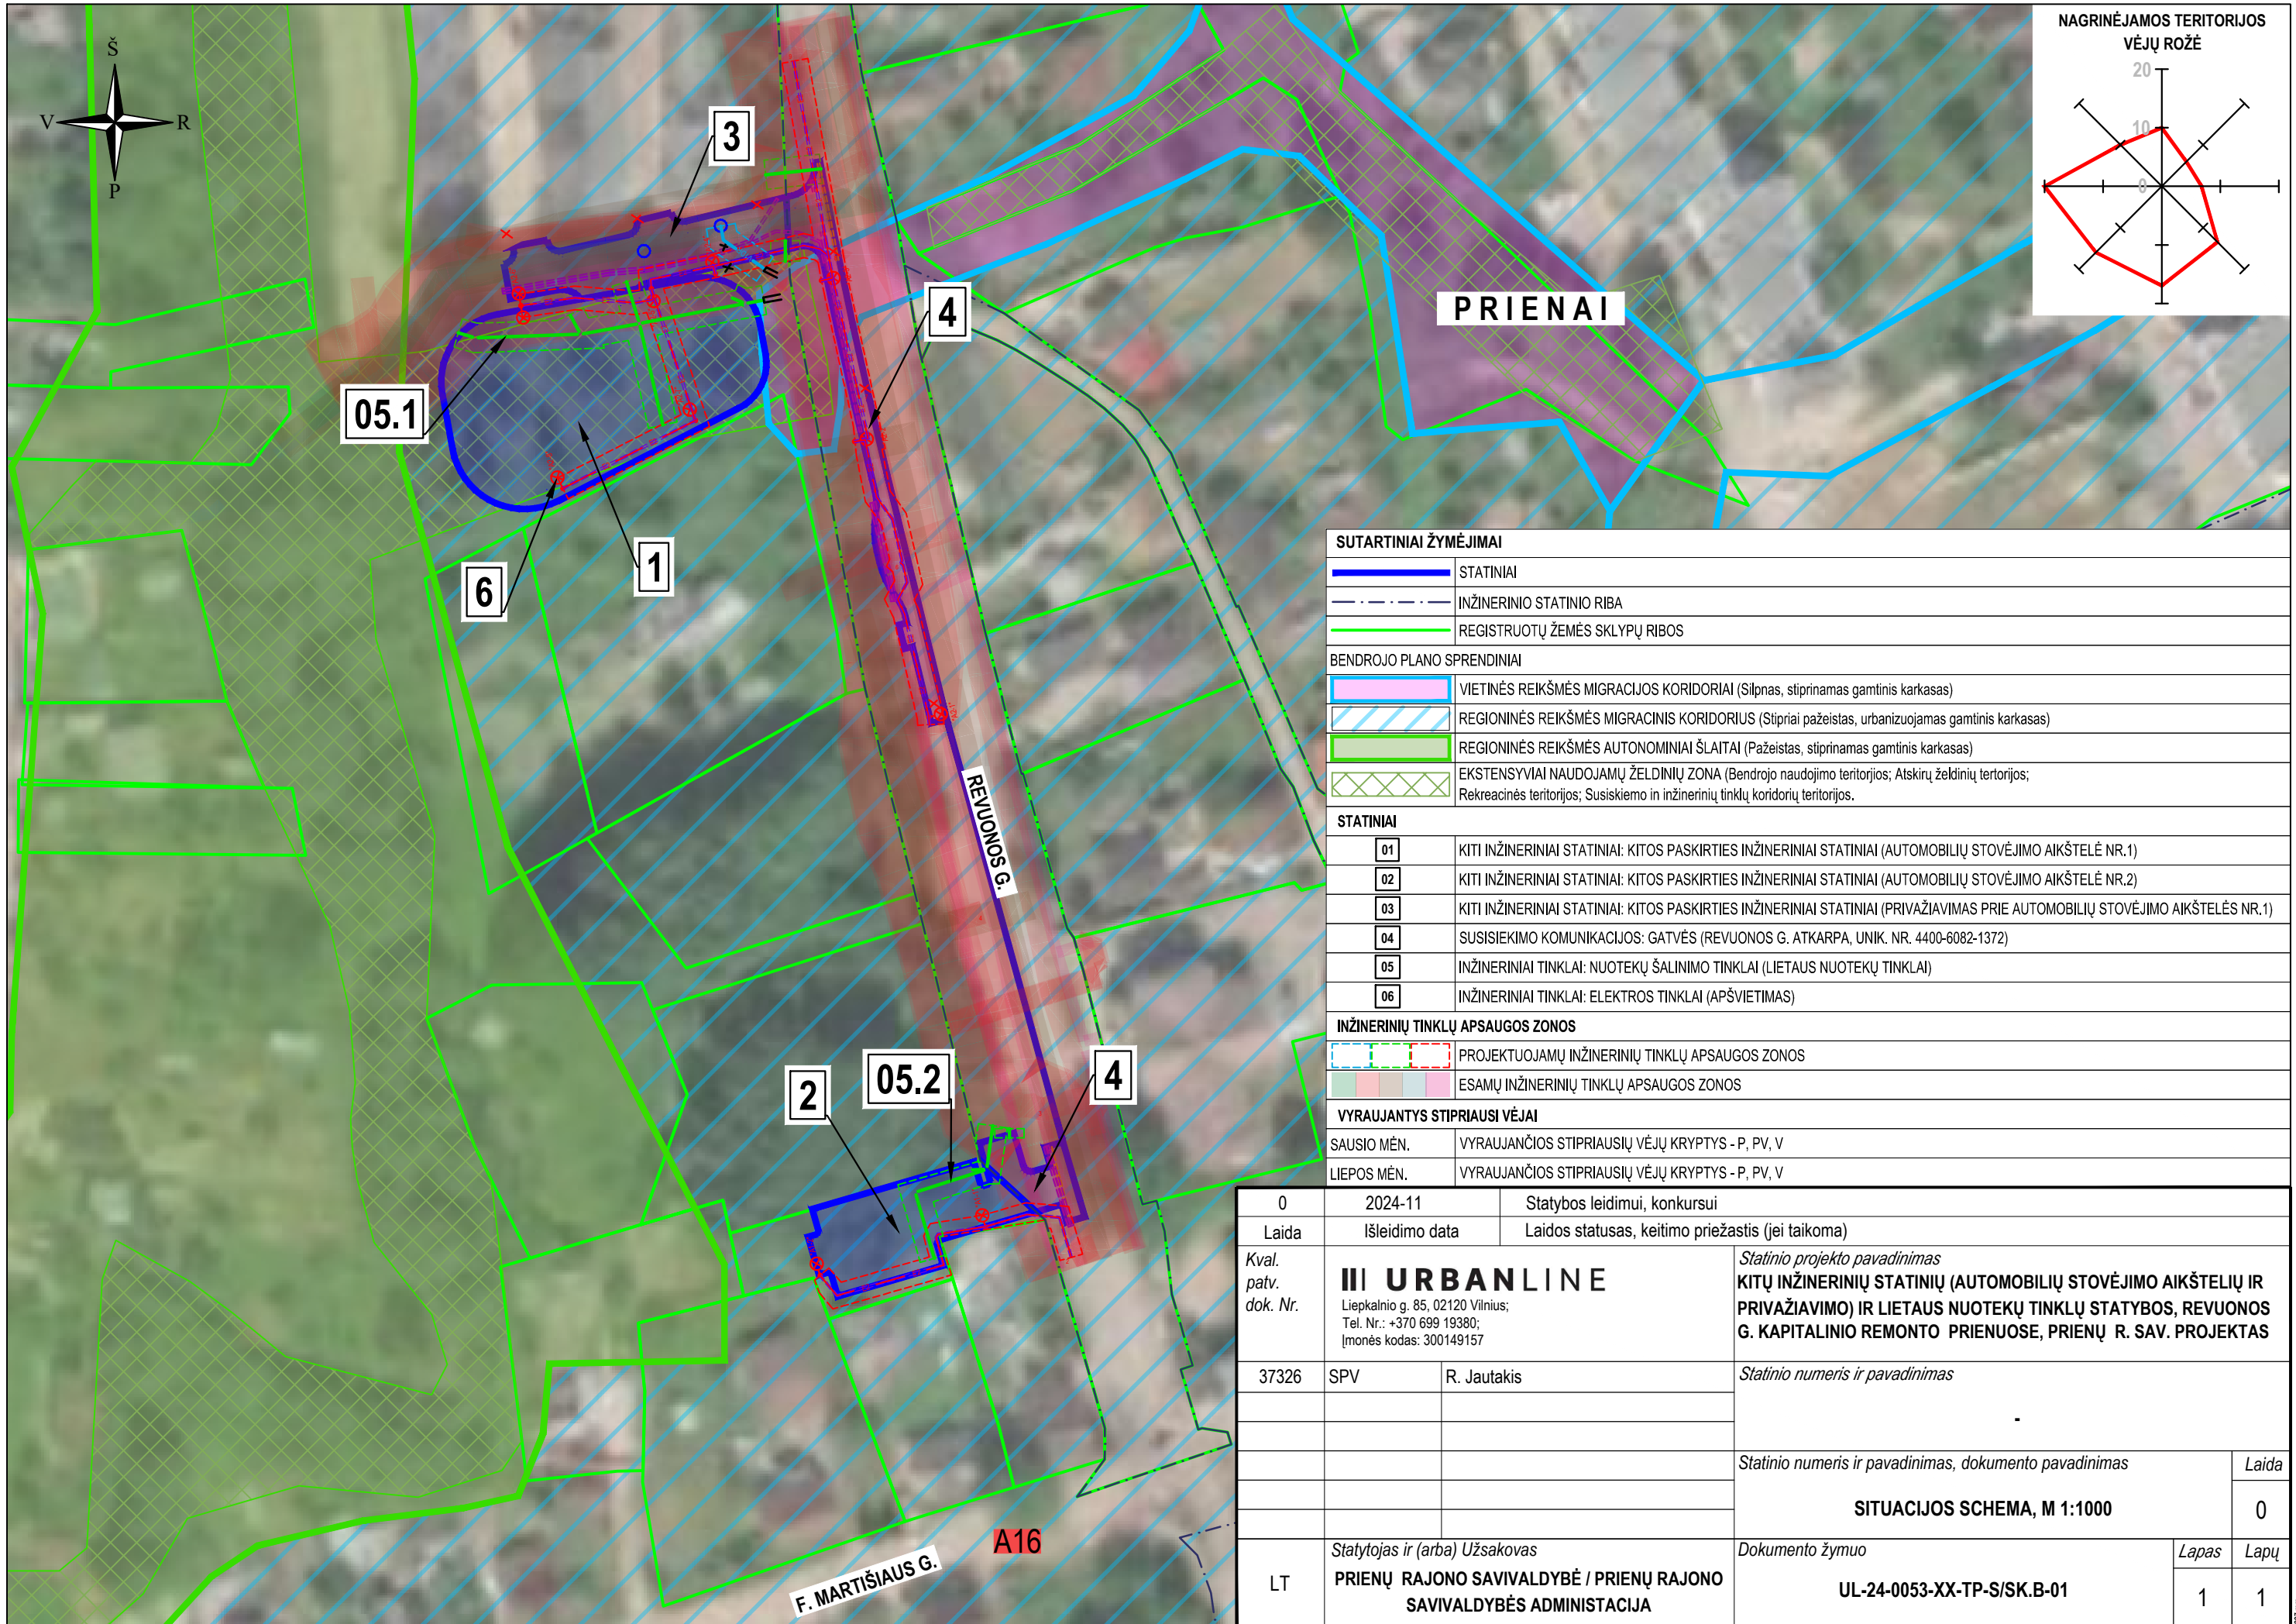 Š
V
R
P
NAGRINĖJAMOS TERITORIJOS
VĖJŲ ROŽĖ
20
10
0
3
4
PRIENAI
05.1
6
1
REVUONOS G.
2
05.2
4
A16
F. MARTIŠIAUS G.
SUTARTINIAI ŽYMĖJIMAI
STATINIAI
INŽINERINIO STATINIO RIBA
REGISTRUOTŲ ŽEMĖS SKLYPŲ RIBOS
BENDROJO PLANO SPRENDINIAI
VIETINĖS REIKŠMĖS MIGRACIJOS KORIDORIAI (Silpnas, stiprinamas gamtinis karkasas)
REGIONINĖS REIKŠMĖS MIGRACINIS KORIDORIUS (Stipriai pažeistas, urbanizuojamas gamtinis karkasas)
REGIONINĖS REIKŠMĖS AUTONOMINIAI ŠLAITAI (Pažeistas, stiprinamas gamtinis karkasas)
EKSTENSYVIAI NAUDOJAMŲ ŽELDINIŲ ZONA (Bendrojo naudojimo teritorjios; Atskirų želdinių tertorijos;
Rekreacinės teritorijos; Susiskiemo in inžinerinių tinklų koridorių teritorijos.
STATINIAI
01 KITI INŽINERINIAI STATINIAI: KITOS PASKIRTIES INŽINERINIAI STATINIAI (AUTOMOBILIŲ STOVĖJIMO AIKŠTELĖ NR.1)
02 KITI INŽINERINIAI STATINIAI: KITOS PASKIRTIES INŽINERINIAI STATINIAI (AUTOMOBILIŲ STOVĖJIMO AIKŠTELĖ NR.2)
03 KITI INŽINERINIAI STATINIAI: KITOS PASKIRTIES INŽINERINIAI STATINIAI (PRIVAŽIAVIMAS PRIE AUTOMOBILIŲ STOVĖJIMO AIKŠTELĖS NR.1)
04 SUSISIEKIMO KOMUNIKACIJOS: GATVĖS (REVUONOS G. ATKARPA, UNIK. NR. 4400-6082-1372)
05 INŽINERINIAI TINKLAI: NUOTEKŲ ŠALINIMO TINKLAI (LIETAUS NUOTEKŲ TINKLAI)
06 INŽINERINIAI TINKLAI: ELEKTROS TINKLAI (APŠVIETIMAS)
INŽINERINIŲ TINKLŲ APSAUGOS ZONOS
PROJEKTUOJAMŲ INŽINERINIŲ TINKLŲ APSAUGOS ZONOS
ESAMŲ INŽINERINIŲ TINKLŲ APSAUGOS ZONOS
VYRAUJANTYS STIPRIAUSI VĖJAI
SAUSIO MĖN. VYRAUJANČIOS STIPRIAUSIŲ VĖJŲ KRYPTYS - P, PV, V
LIEPOS MĖN. VYRAUJANČIOS STIPRIAUSIŲ VĖJŲ KRYPTYS - P, PV, V
0 2024-11 Statybos leidimui, konkursui
Laida Išleidimo data Laidos statusas, keitimo priežastis (jei taikoma)
Kval.
patv.
dok. Nr.
URBANLINE
Liepkalnio g. 85, 02120 Vilnius;
Tel. Nr.: +370 699 19380;
Įmonės kodas: 300149157
Statinio projekto pavadinimas
KITŲ INŽINERINIŲ STATINIŲ (AUTOMOBILIŲ STOVĖJIMO AIKŠTELIŲ IR
PRIVAŽIAVIMO) IR LIETAUS NUOTEKŲ TINKLŲ STATYBOS, REVUONOS
G. KAPITALINIO REMONTO PRIENUOSE, PRIENŲ R. SAV. PROJEKTAS
37326 SPV R. Jautakis
Statinio numeris ir pavadinimas
-
Statinio numeris ir pavadinimas, dokumento pavadinimas
Laida
SITUACIJOS SCHEMA, M 1:1000
0
LT
Statytojas ir (arba) Užsakovas
PRIENŲ RAJONO SAVIVALDYBĖ / PRIENŲ RAJONO
SAVIVALDYBĖS ADMINISTACIJA
Dokumento žymuo
UL-24-0053-XX-TP-S/SK.B-01
Lapas Lapų
1 1